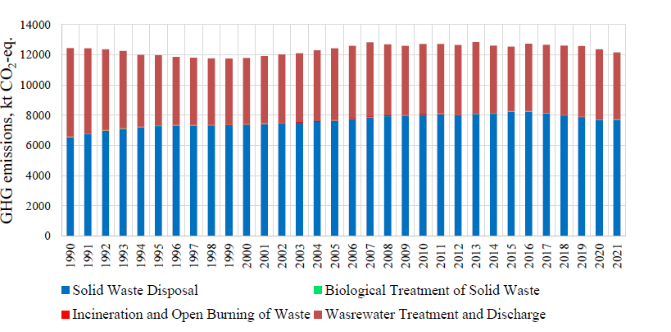 GHG emissions, kt CO₂-eq.
14000
12000
10000
8000
6000
4000
2000
0
1990 1991 1992 1993 1994 1995 1996 1997 1998 1999 2000 2001 2002 2003 2004 2005 2006 2007 2008 2009 2010 2011 2012 2013 2014 2015 2016 2017 2018 2019 2020 2021
Solid Waste Disposal Biological Treatment of Solid Waste
Incineration and Open Burning of Waste Wasrewater Treatment and Discharge